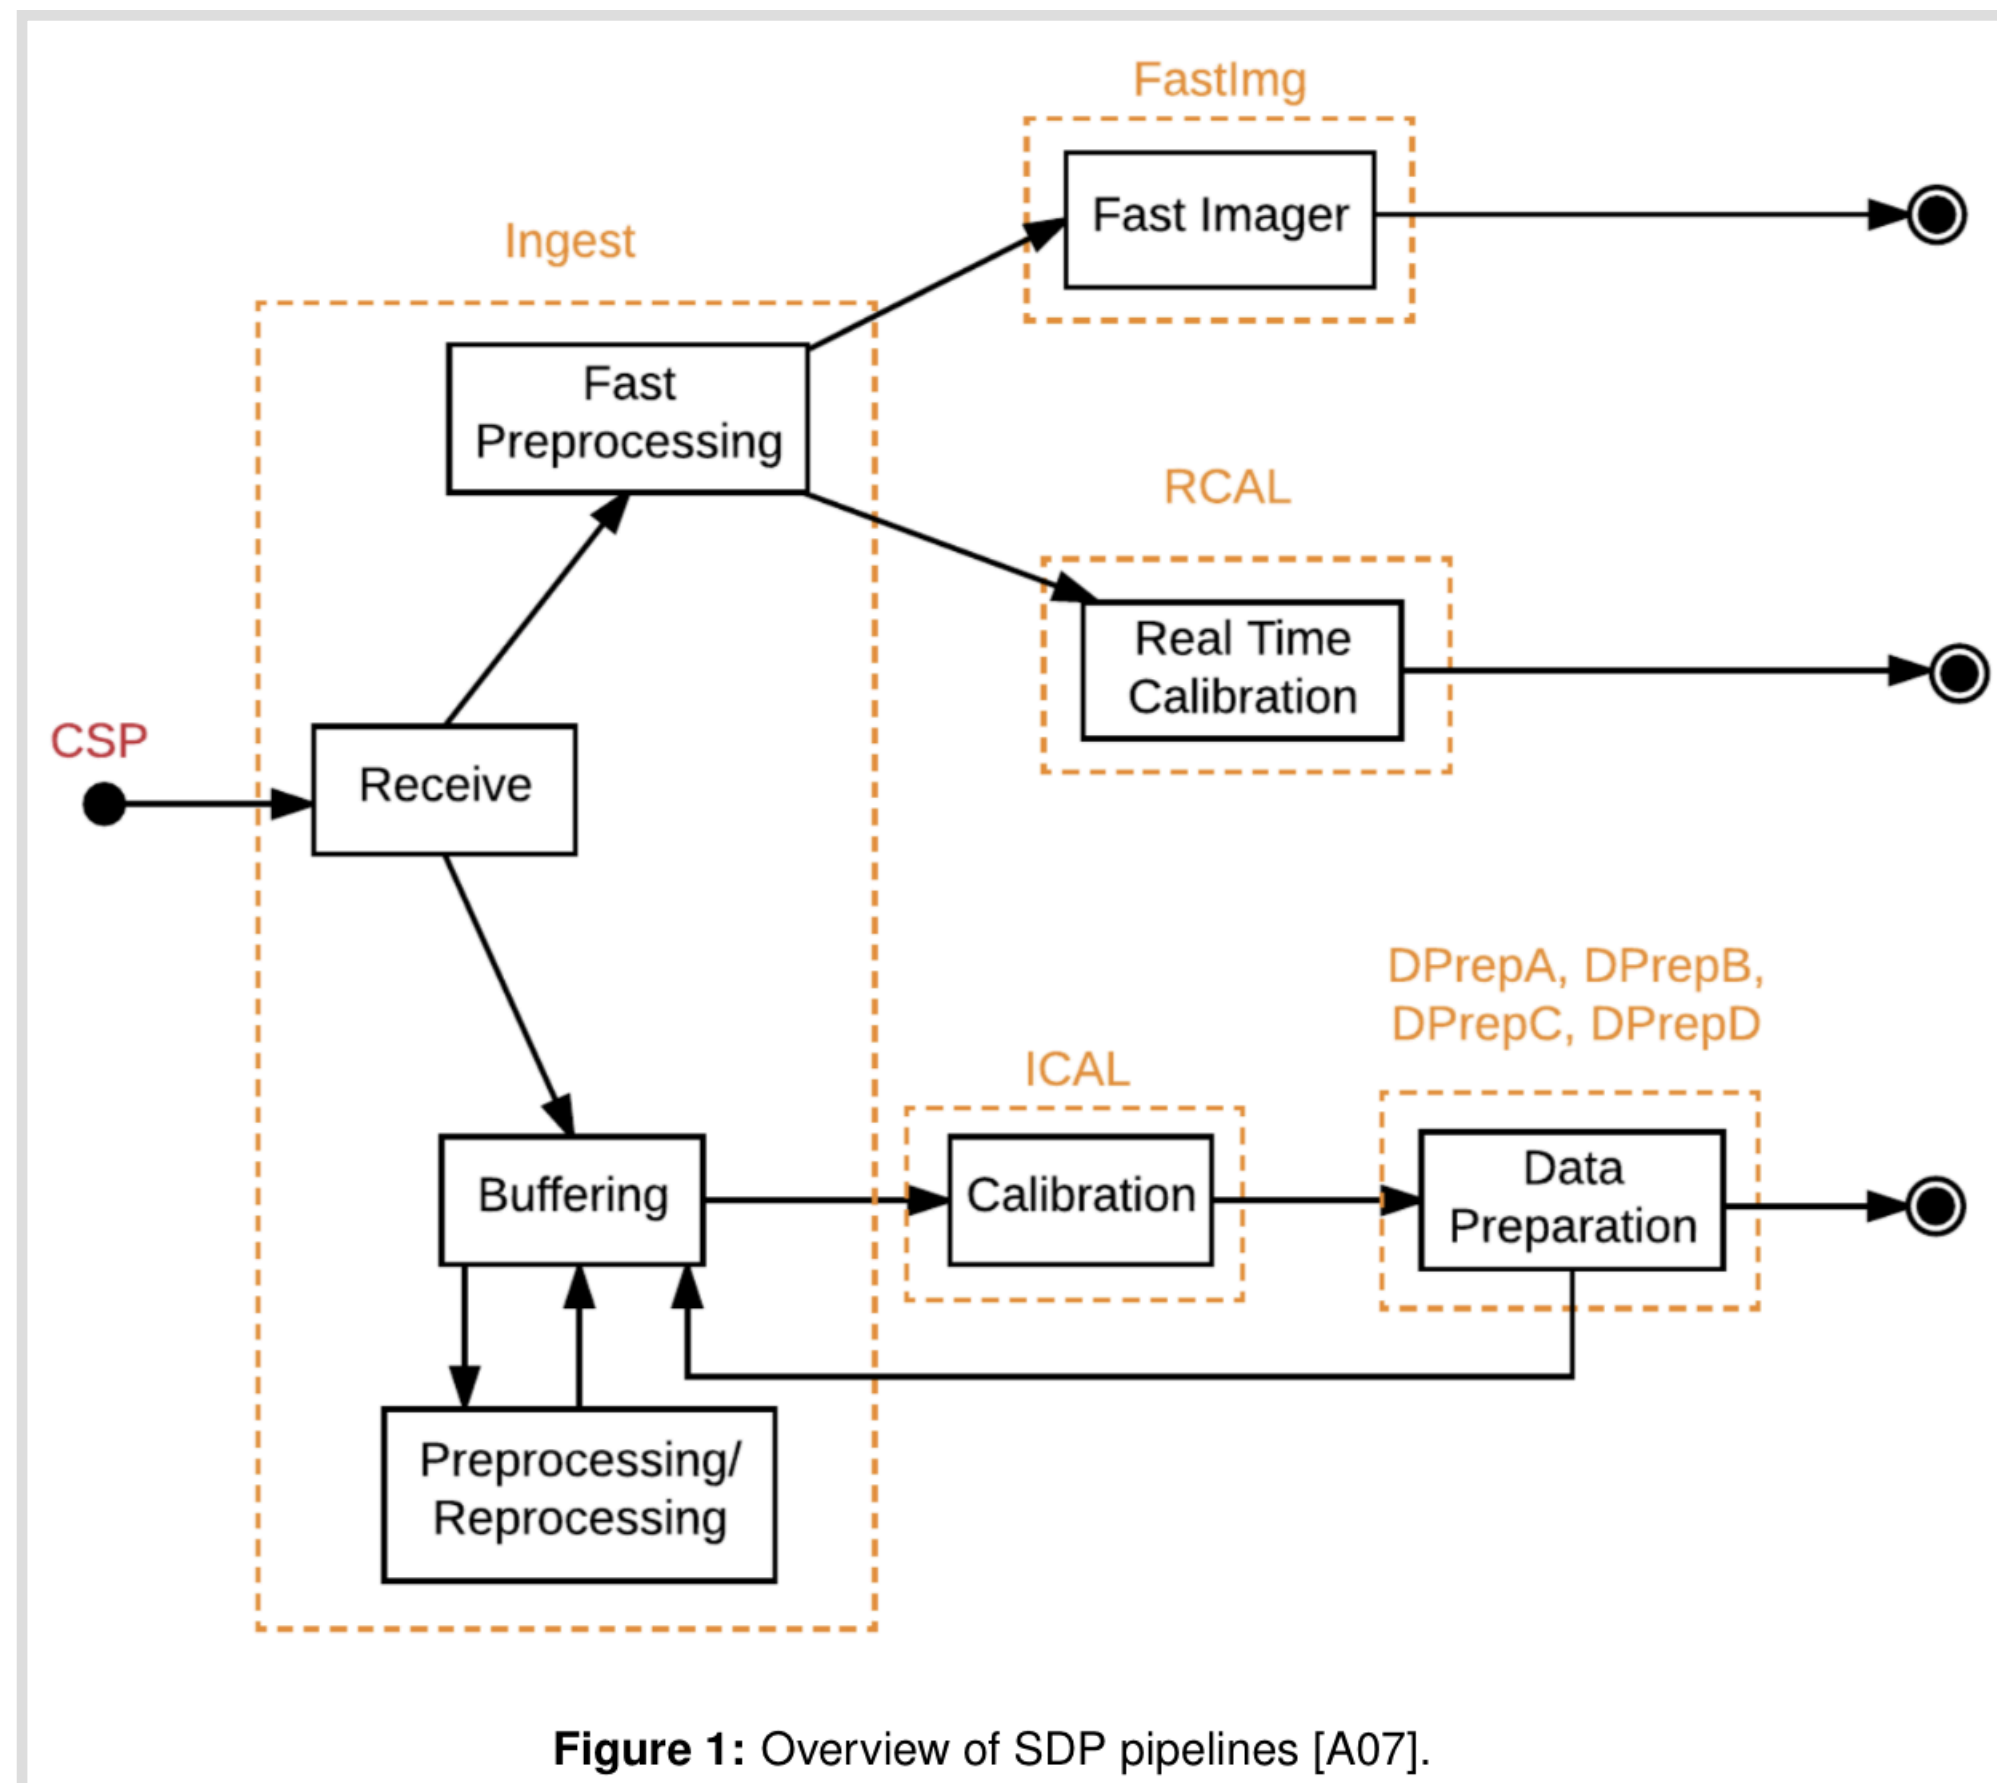 FastImg
Fast Imager
Ingest
Fast
Preprocessing
RCAL
Real Time
Calibration
CSP
Receive
DPrepA, DPrepB,
DPrepC, DPrepD
ICAL
Buffering
Calibration
Data
Preparation
Preprocessing/
Reprocessing
Figure 1: Overview of SDP pipelines [A07].